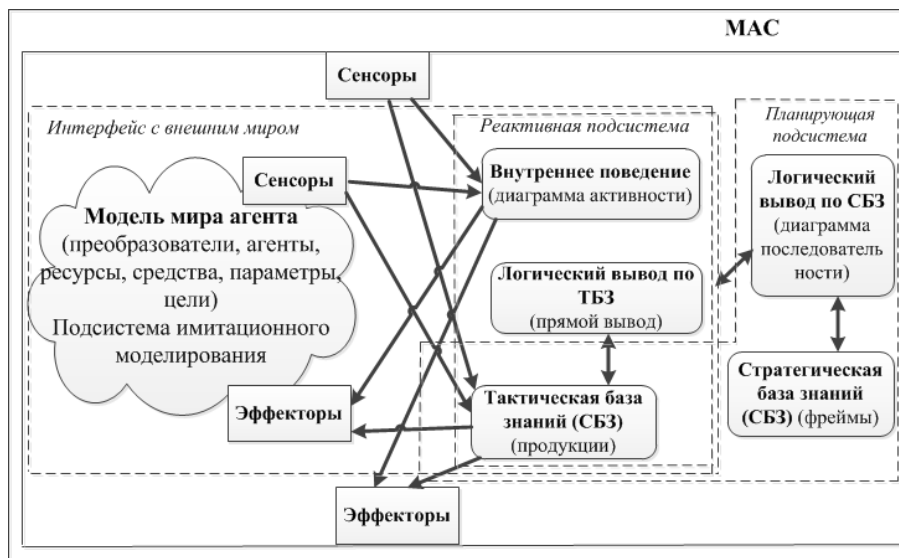 МАС
Сенсоры
Интерфейс с внешним миром
Реактивная подсистема
Планирующая
подсистема
Сенсоры
Внутреннее поведение
(диаграмма активности)
Логический
вывод по СБЗ
(диаграмма
последователь
ности)
Модель мира агента
(преобразователи, агенты,
ресурсы, средства, параметры,
цели)
Подсистема имитационного
моделирования
Логический вывод по
ТБЗ
(прямой вывод)
Эффекторы
Тактическая база
знаний (СБЗ)
(продукции)
Стратегическая
база знаний
(СБЗ) (фреймы)
Эффекторы